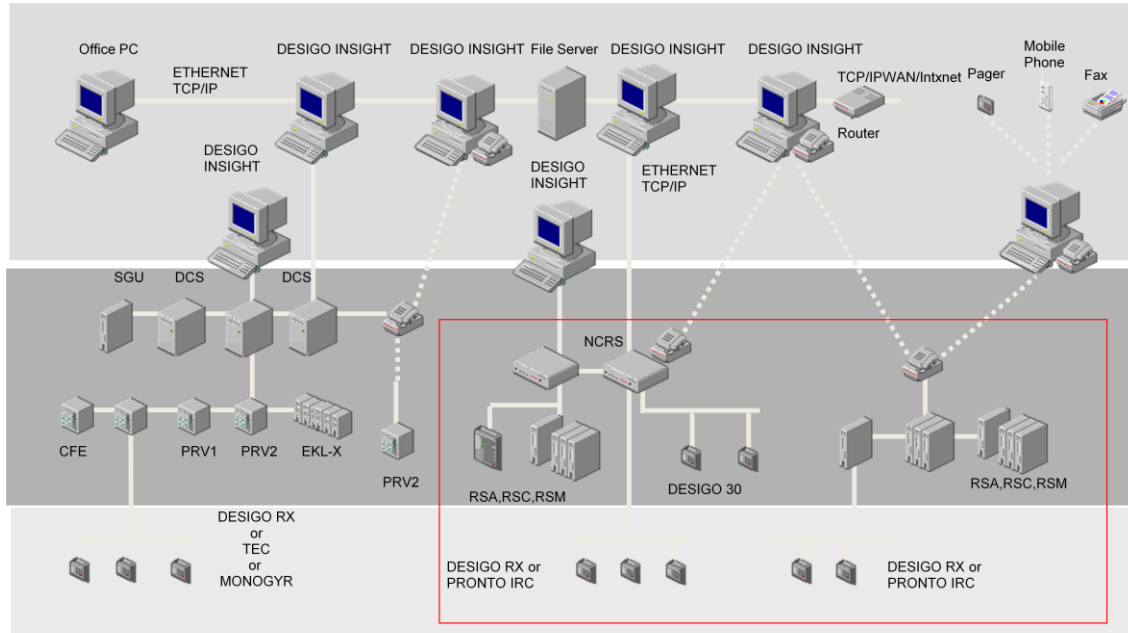 Office PC
DESIGO INSIGHT
DESIGO INSIGHT
File Server
DESIGO INSIGHT
DESIGO INSIGHT
Mobile
Phone
Pager
Fax
ETHERNET
TCP/IP
TCP/IPWAN/Intxnet
Router
DESIGO
INSIGHT
DESIGO
INSIGHT
ETHERNET
TCP/IP
SGU
DCS
DCS
NCRS
CFE
PRV1
PRV2
EKL-X
PRV2
RSA,RSC,RSM
DESIGO 30
RSA,RSC,RSM
DESIGO RX
or
TEC
or
MONOGYR
DESIGO RX or
PRONTO IRC
DESIGO RX or
PRONTO IRC